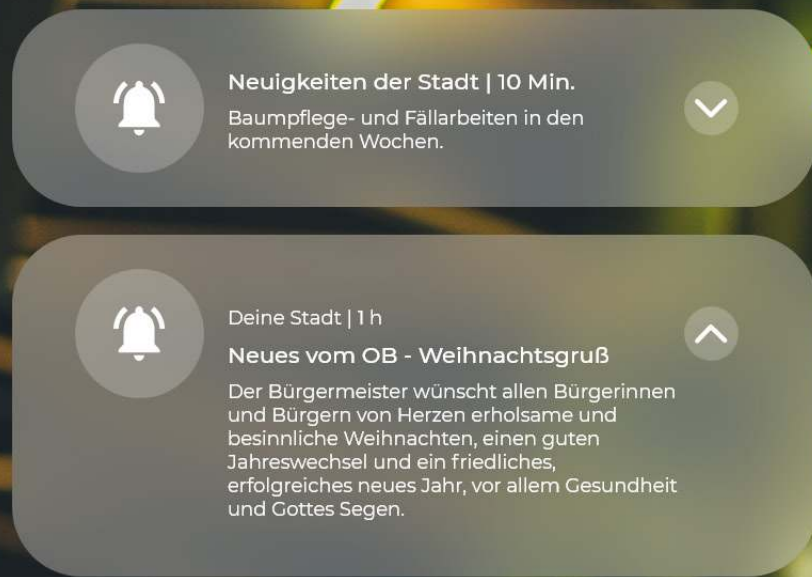 Neuigkeiten der Stadt | 10 Min.
Baumpflege- und Fällarbeiten in den
kommenden Wochen.
Deine Stadt | 1 h
Neues vom OB - Weihnachtsgruß
Der Bürgermeister wünscht allen Bürgerinnen
und Bürgern von Herzen erholsame und
besinnliche Weihnachten, einen guten
Jahreswechsel und ein friedliches,
erfolgreiches neues Jahr, vor allem Gesundheit
und Gottes Segen.